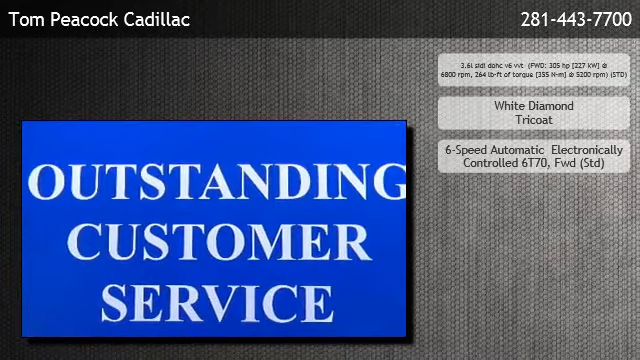 Tom Peacock Cadillac
281-443-7700
3.6l sidi dohc v6 vvt (FWD: 305 hp [227 kW] @
6800 rpm, 264 lb-ft of torque [355 N-m] @ 5200 rpm) (STD)
White Diamond
Tricoat
6-Speed Automatic Electronically
Controlled 6T70, Fwd (Std)
OUTSTANDING
CUSTOMER
SERVICE